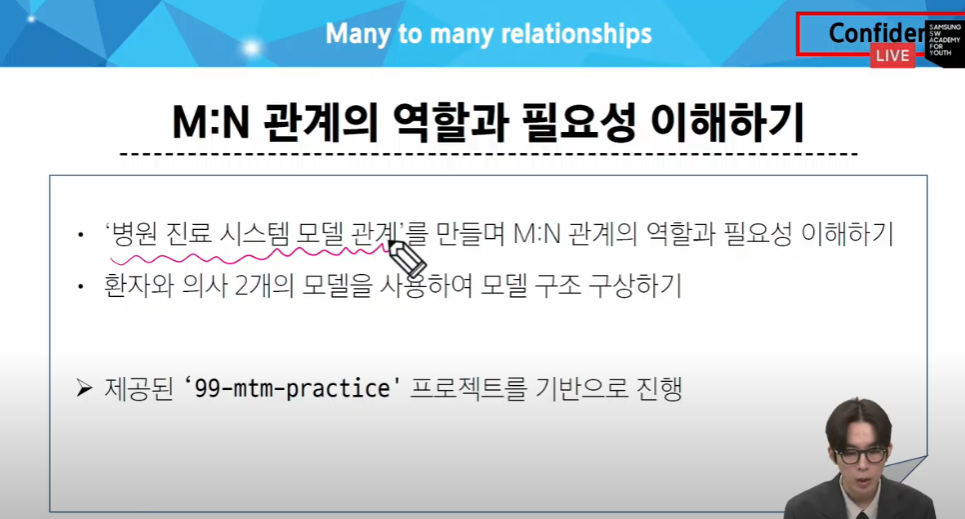 Many to many relationships
Confiden
LIVE
SAMSUNG
SW
ACADEMY
FOR
YOUTH
M:N 관계의 역할과 필요성 이해하기
• ‘병원 진료 시스템 모델 관계’를 만들며 M:N 관계의 역할과 필요성 이해하기
• 환자와 의사 2개의 모델을 사용하여 모델 구조 구상하기
➢ 제공된 ‘99-mtm-practice' 프로젝트를 기반으로 진행